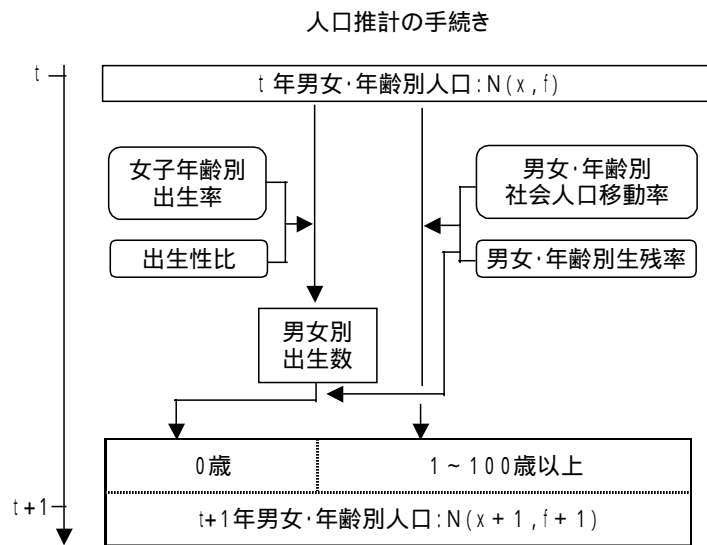 人口推計の手続き
t
t 年男女･年齢別人口:N(x,f)
女子年齢別
出生率
男女･年齢別
社会人口移動率
出生性比
男女･年齢別生残率
男女別
出生数
0歳
1~100歳以上
t+1
t+1年男女･年齢別人口:N(x+1,f+1)